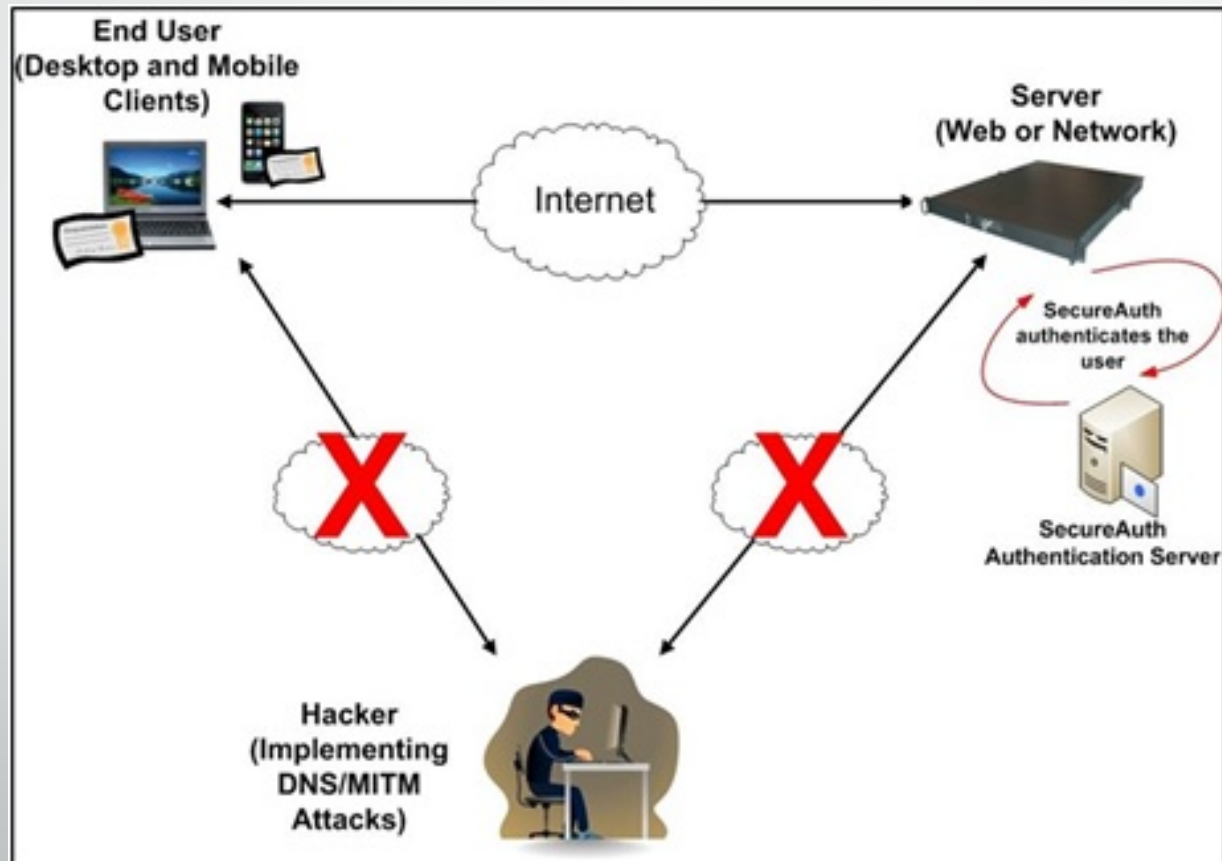 End User
(Desktop and Mobile
Clients)
Server
(Web or Network)
Internet
SecureAuth
authenticates the
user
X
X
SecureAuth
Authentication Server
Hacker
(Implementing
DNS/MITM
Attacks)